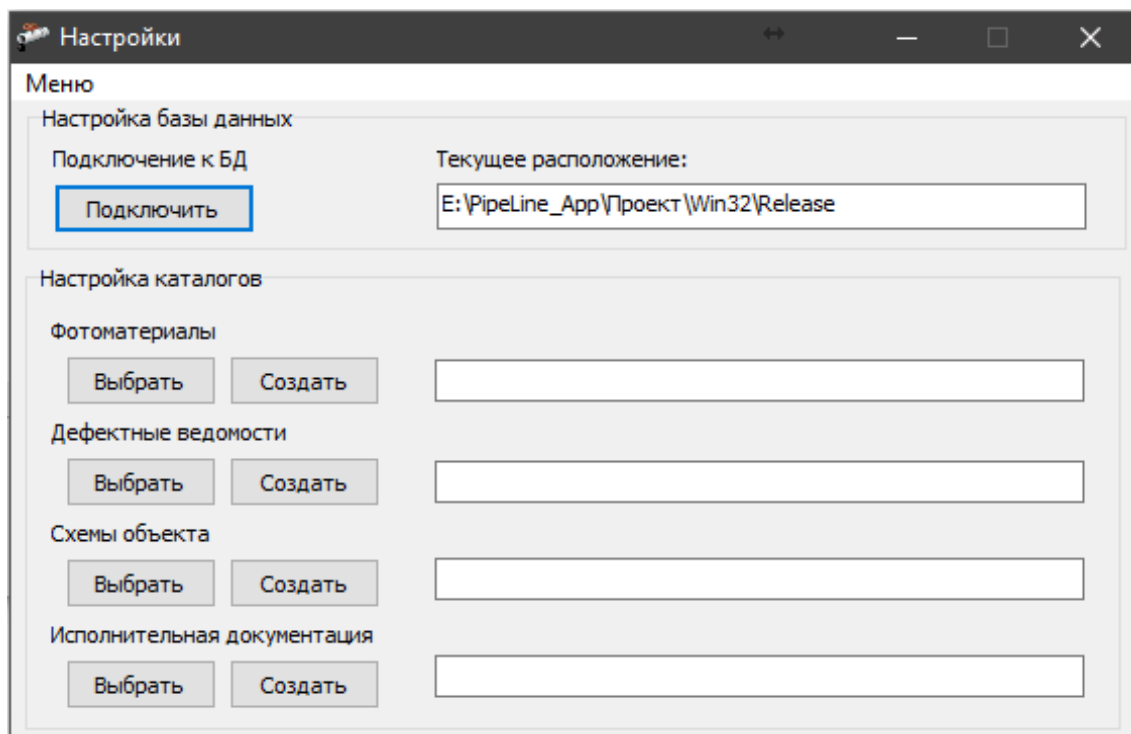 Настройки
Меню
Настройка базы данных
Подключение к БД
Текущее расположение:
Подключить
E:\PipeLine_App\Проект\Win32\Release
Настройка каталогов
Фотоматериалы
Выбрать Создать
Дефектные ведомости
Выбрать Создать
Схемы объекта
Выбрать Создать
Исполнительная документация
Выбрать Создать